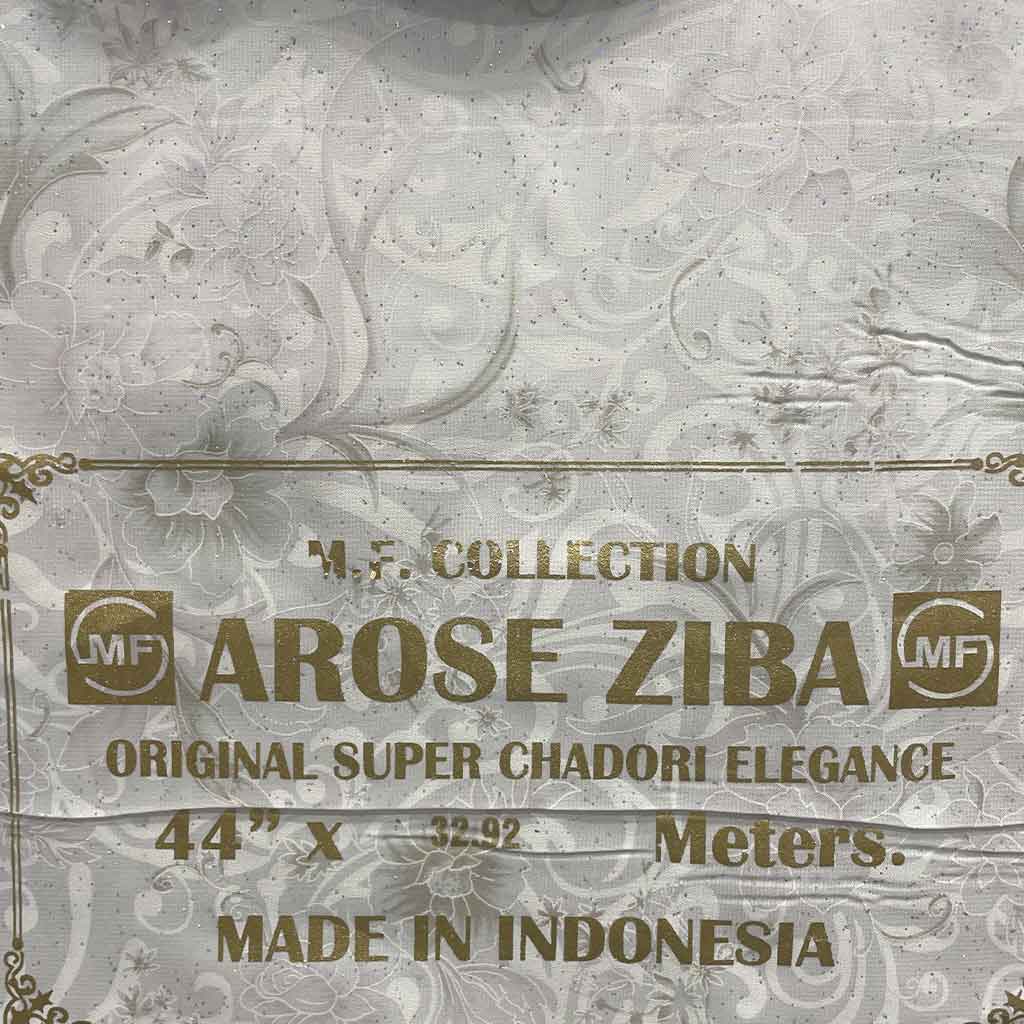 M.F. COLLECTION
MF AROSE ZIBA MF
ORIGINAL SUPER CHADORI ELEGANCE
44” x 32.92 Meters.
MADE IN INDONESIA